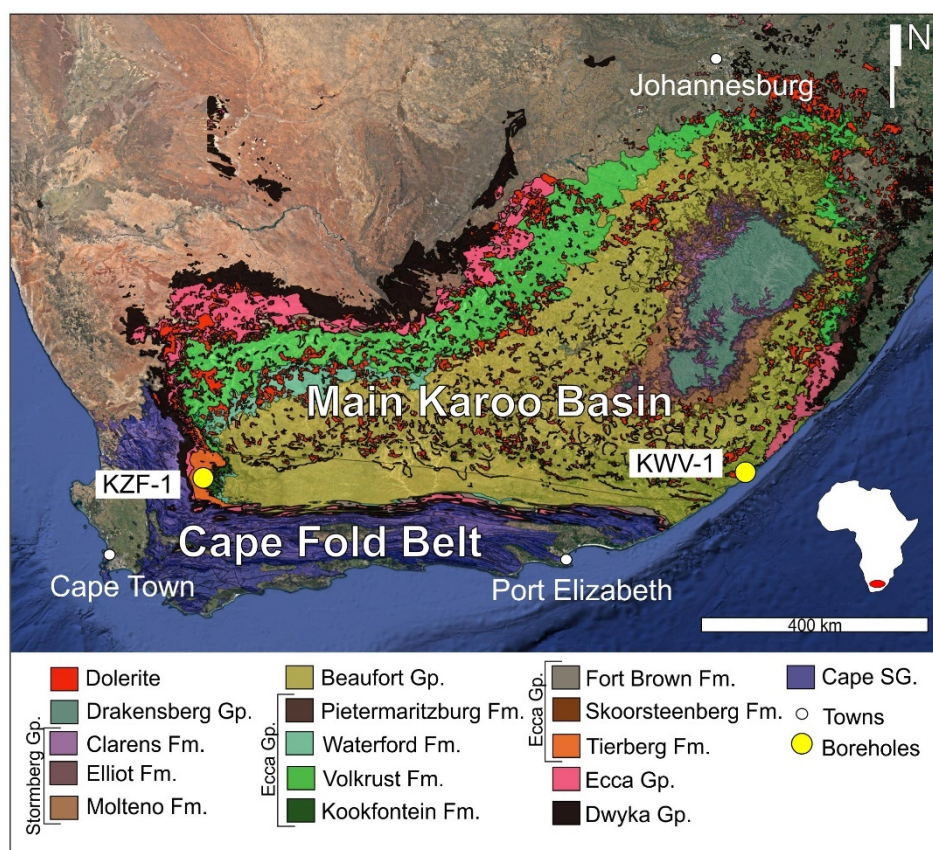 N
Johannesburg
Main Karoo Basin
KZF-1
KWV-1
Cape Fold Belt
Cape Town
Port Elizabeth
400 km
Dolerite
Drakensberg Gp.
Stormberg Gp.
Clarens Fm.
Elliot Fm.
Molteno Fm.
Beaufort Gp.
Ecca Gp.
Pietermaritzburg Fm.
Waterford Fm.
Volkrust Fm.
Kookfontein Fm.
Ecca Gp.
Fort Brown Fm.
Skoorsteenberg Fm.
Tierberg Fm.
Ecca Gp.
Dwyka Gp.
Cape SG.
Towns
Boreholes